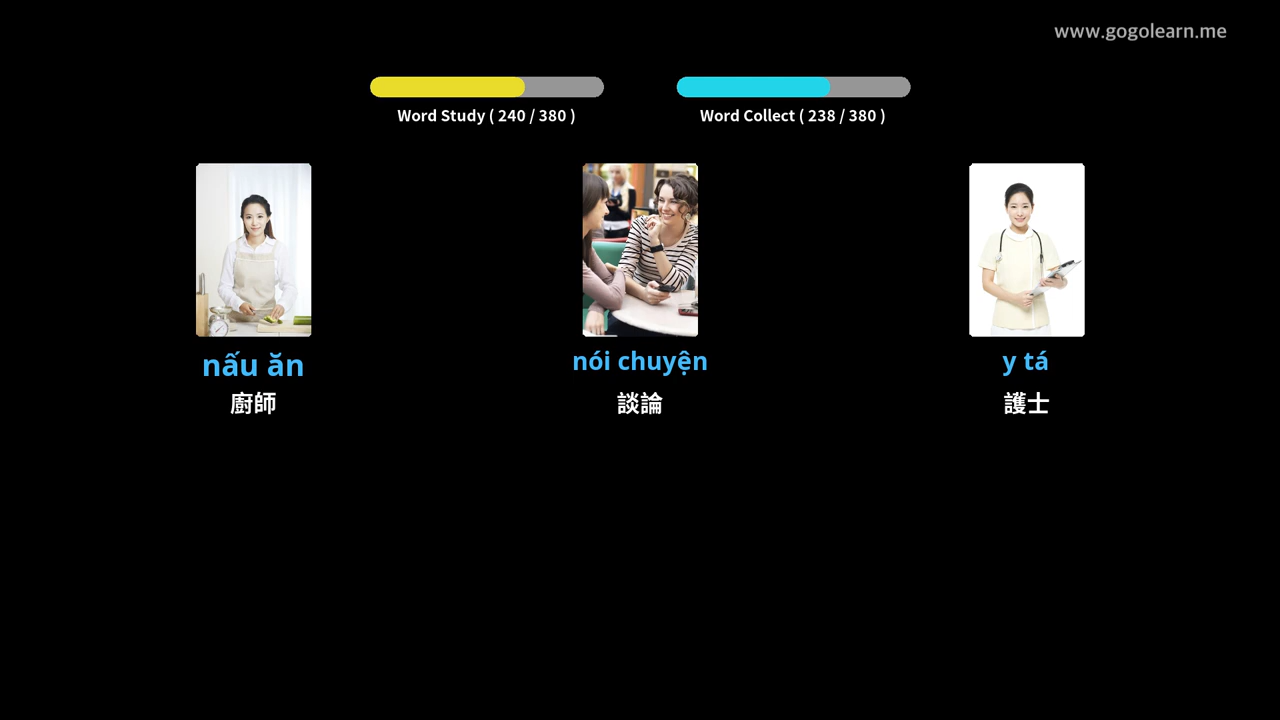 www.gogolearn.me
Word Study ( 240 / 380 )
Word Collect ( 238 / 380 )
nấu ăn
nói chuyện
y tá
廚師
談論
護士